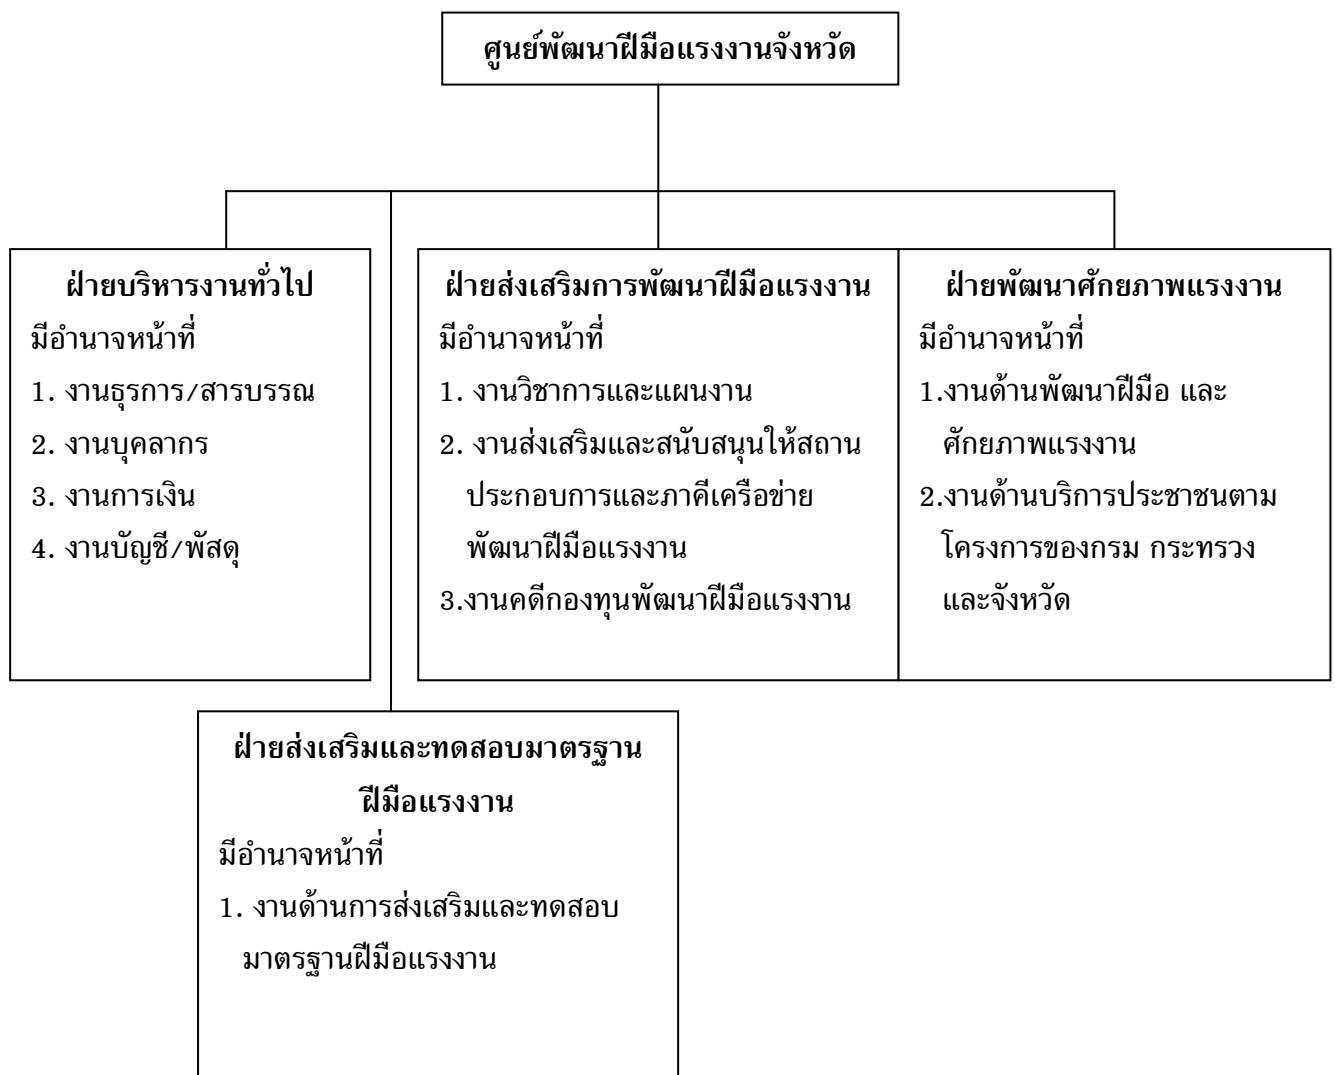 ศูนย์พัฒนาฝีมือแรงงานจังหวัด
ฝ่ายบริหารงานทั่วไป
มีอำนาจหน้าที่
1. งานธุรการ/สารบรรณ
2. งานบุคลากร
3. งานการเงิน
4. งานบัญชี/พัสดุ
ฝ่ายส่งเสริมการพัฒนาฝีมือแรงงาน
มีอำนาจหน้าที่
1. งานวิชาการและแผนงาน
2. งานส่งเสริมและสนับสนุนให้สถาน
ประกอบการและภาคีเครือข่าย
พัฒนาฝีมือแรงงาน
3.งานคดีกองทุนพัฒนาฝีมือแรงงาน
ฝ่ายพัฒนาศักยภาพแรงงาน
มีอำนาจหน้าที่
1.งานด้านพัฒนาฝีมือ และ
ศักยภาพแรงงาน
2.งานด้านบริการประชาชนตาม
โครงการของกรม กระทรวง
และจังหวัด
ฝ่ายส่งเสริมและทดสอบมาตรฐาน
ฝีมือแรงงาน
มีอำนาจหน้าที่
1. งานด้านการส่งเสริมและทดสอบ
มาตรฐานฝีมือแรงงาน